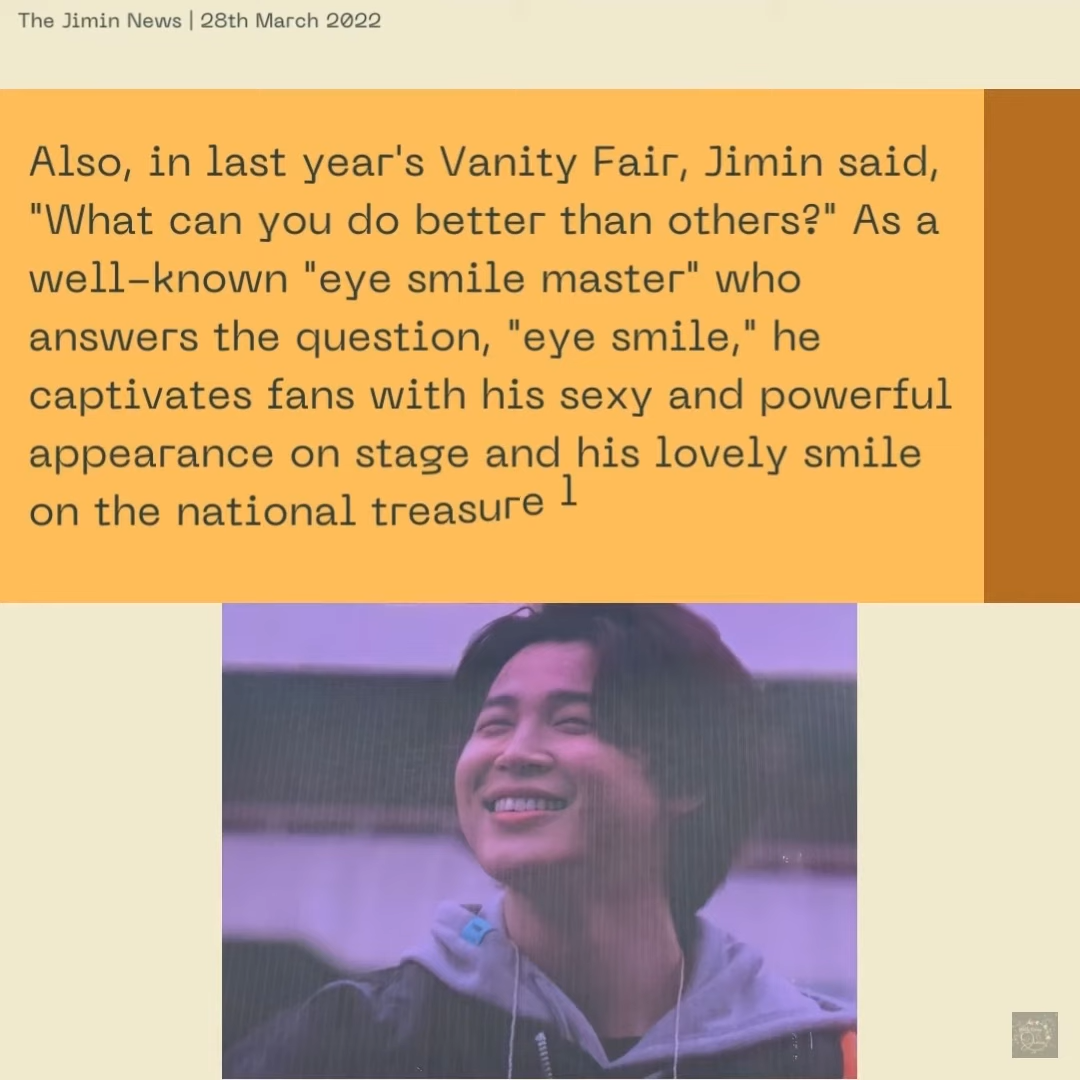 The Jimin News | 28th March 2022
Also, in last year's Vanity Fair, Jimin said,
"What can you do better than others?" As a
well-known "eye smile master" who
answers the question, "eye smile," he
captivates fans with his sexy and powerful
appearance on stage and his lovely smile
on the national treasure l